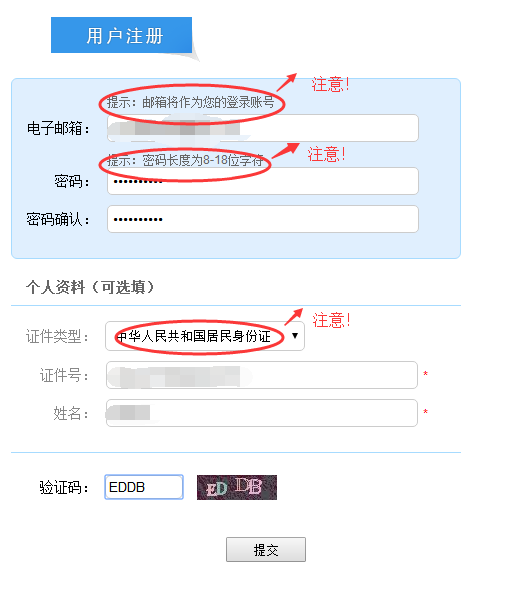 用户注册
提示：邮箱将作为您的登录账号
注意！
电子邮箱：
提示：密码长度为8-18位字符
注意！
密码： ••••••••••
密码确认： ••••••••••
个人资料（可选填）
注意！
证件类型： 中华人民共和国居民身份证 ▼
证件号： *
姓名： *
验证码： EDDB EDDB
提交